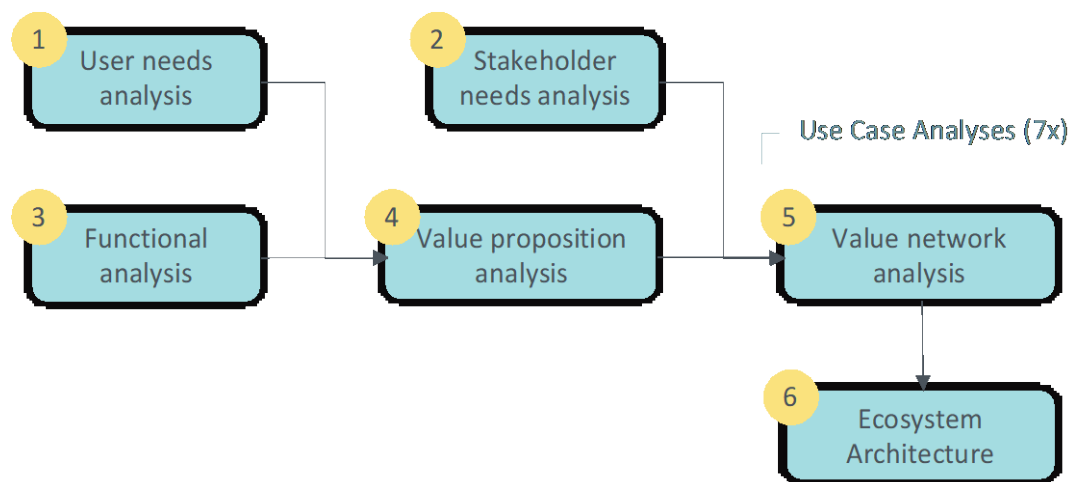 1
User needs
analysis
2
Stakeholder
needs analysis
Use Case Analyses (7x)
3
Functional
analysis
4
Value proposition
analysis
5
Value network
analysis
6
Ecosystem
Architecture